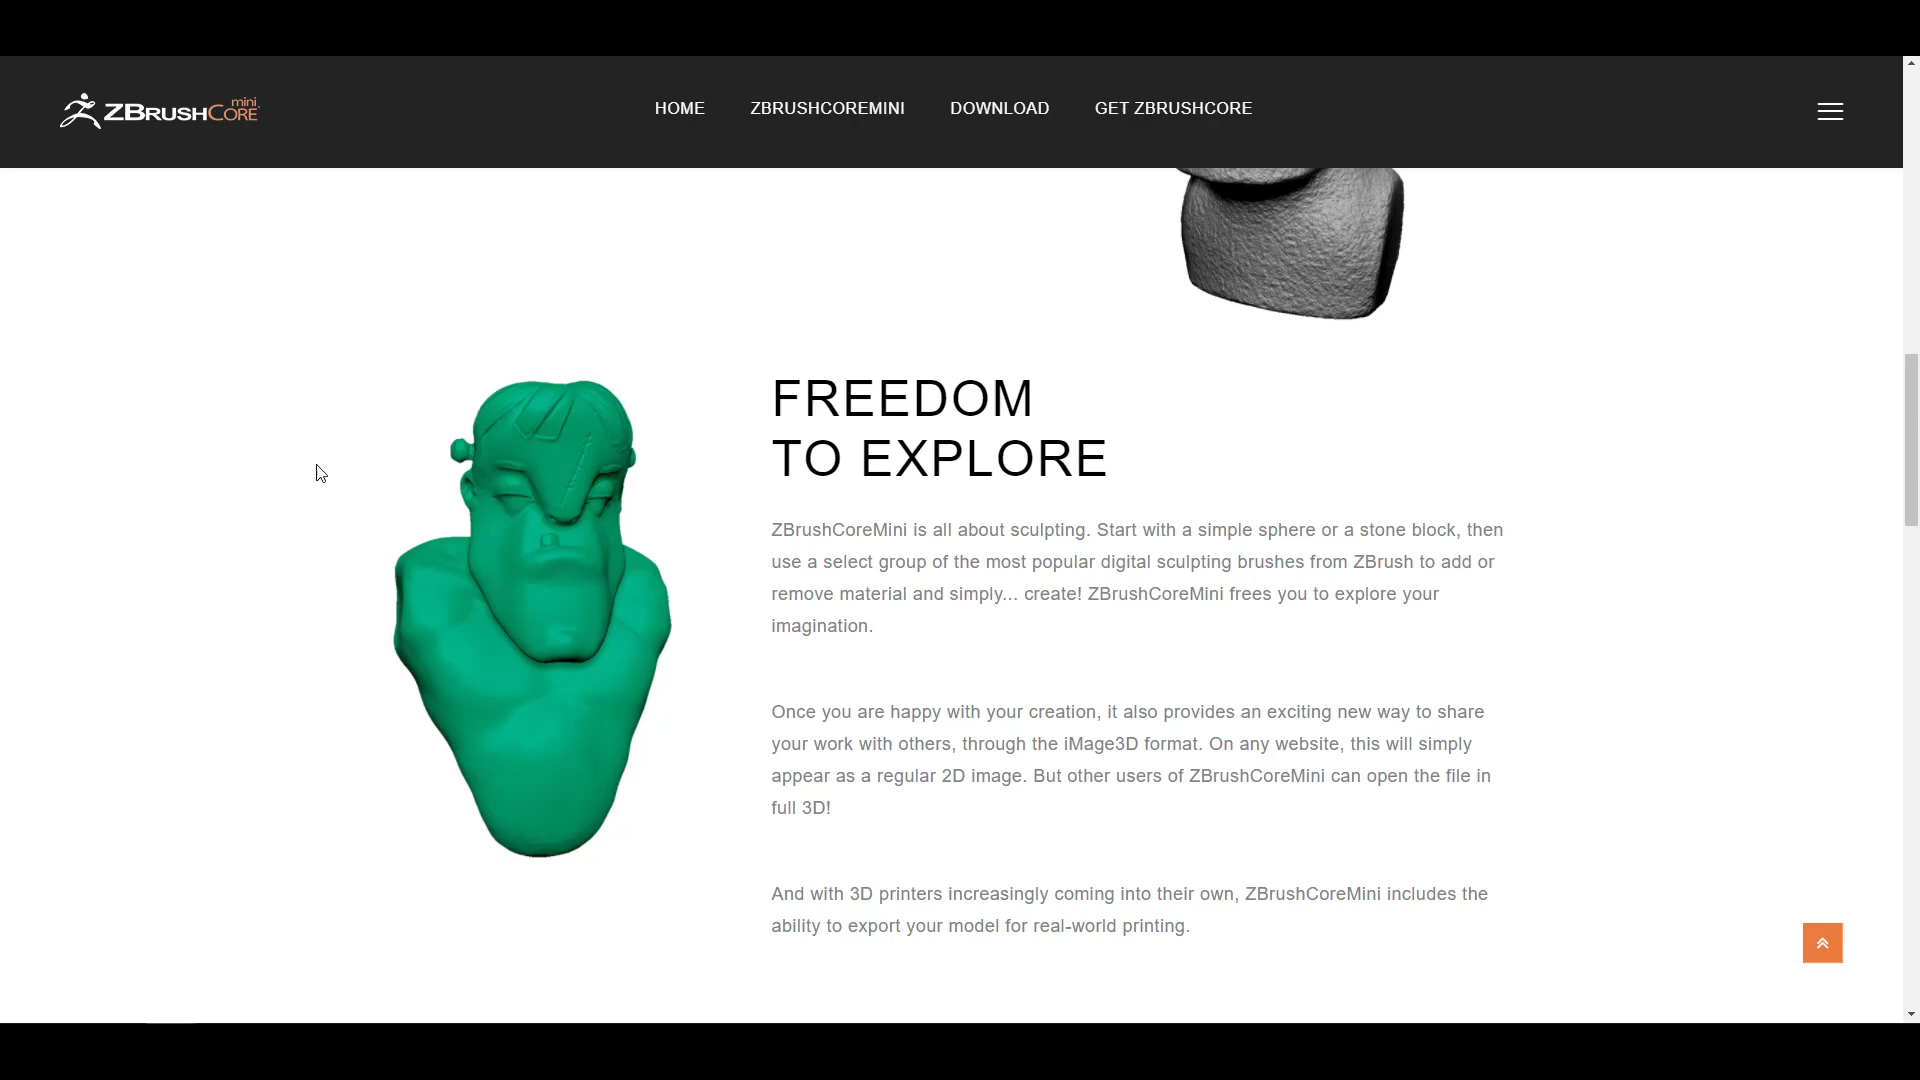 ZBRUSHCORE mini
HOME ZBRUSHCOREMINI DOWNLOAD GET ZBRUSHCORE
FREEDOM
TO EXPLORE
ZBrushCoreMini is all about sculpting. Start with a simple sphere or a stone block, then
use a select group of the most popular digital sculpting brushes from ZBrush to add or
remove material and simply... create! ZBrushCoreMini frees you to explore your
imagination.
Once you are happy with your creation, it also provides an exciting new way to share
your work with others, through the iMage3D format. On any website, this will simply
appear as a regular 2D image. But other users of ZBrushCoreMini can open the file in
full 3D!
And with 3D printers increasingly coming into their own, ZBrushCoreMini includes the
ability to export your model for real-world printing.